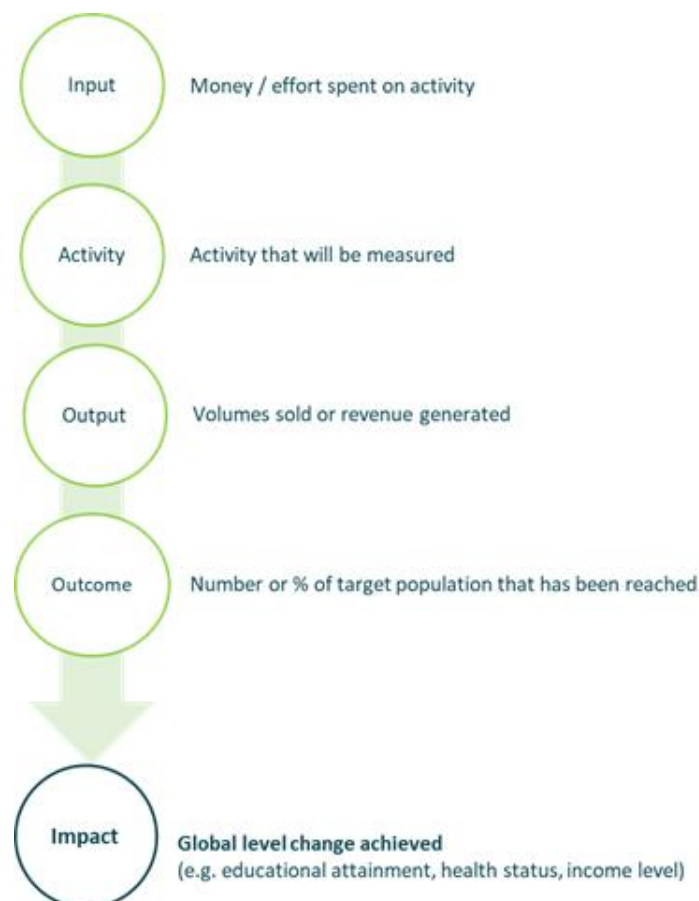 Input
Money / effort spent on activity
Activity
Activity that will be measured
Output
Volumes sold or revenue generated
Outcome
Number or % of target population that has been reached
Impact
Global level change achieved
(e.g. educational attainment, health status, income level)